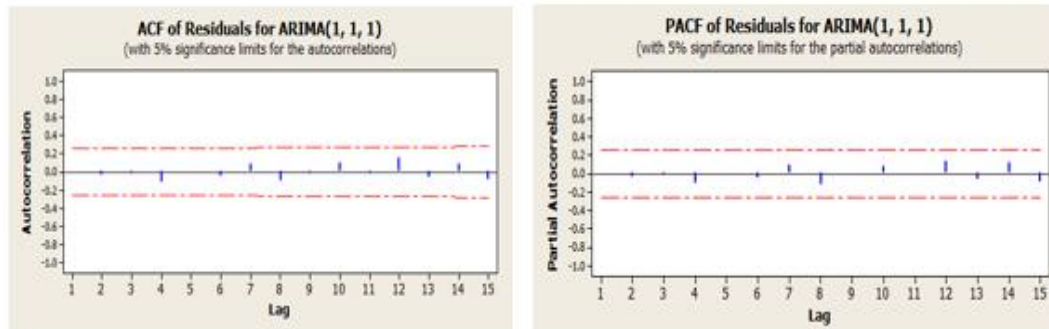 ACF of Residuals for ARIMA(1, 1, 1)
(with 5% significance limits for the autocorrelations)
1.0
0.8
0.6
0.4
0.2
0.0
-0.2
-0.4
-0.6
-0.8
-1.0
Autocorrelation
1 2 3 4 5 6 7 8 9 10 11 12 13 14 15
Lag
PACF of Residuals for ARIMA(1, 1, 1)
(with 5% significance limits for the partial autocorrelations)
1.0
0.8
0.6
0.4
0.2
0.0
-0.2
-0.4
-0.6
-0.8
-1.0
Partial Autocorrelation
1 2 3 4 5 6 7 8 9 10 11 12 13 14 15
Lag